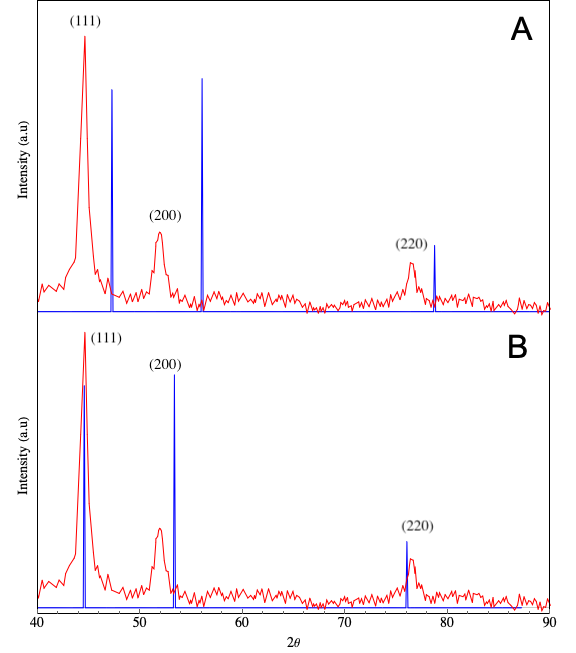 (111)
A
(200)
(220)
Intensity (a.u)
B
(111)
(200)
(220)
Intensity (a.u)
40 50 60 70 80 90
2θ